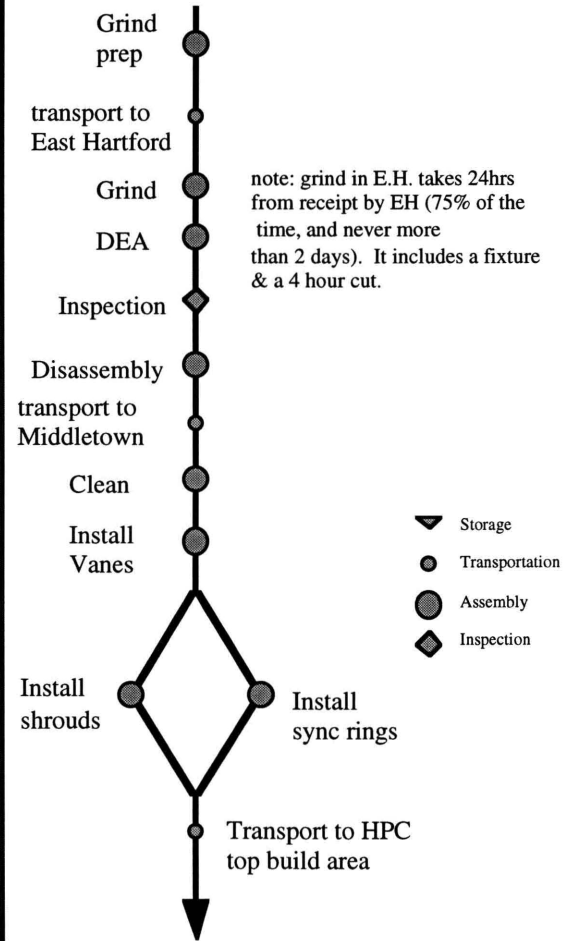 Grind
prep
transport to
East Hartford
Grind
note: grind in E.H. takes 24hrs
from receipt by EH (75% of the
time, and never more
than 2 days). It includes a fixture
& a 4 hour cut.
DEA
Inspection
Disassembly
transport to
Middletown
Clean
Install
Vanes
Storage
Transportation
Assembly
Inspection
Install
shrouds
Install
sync rings
Transport to HPC
top build area